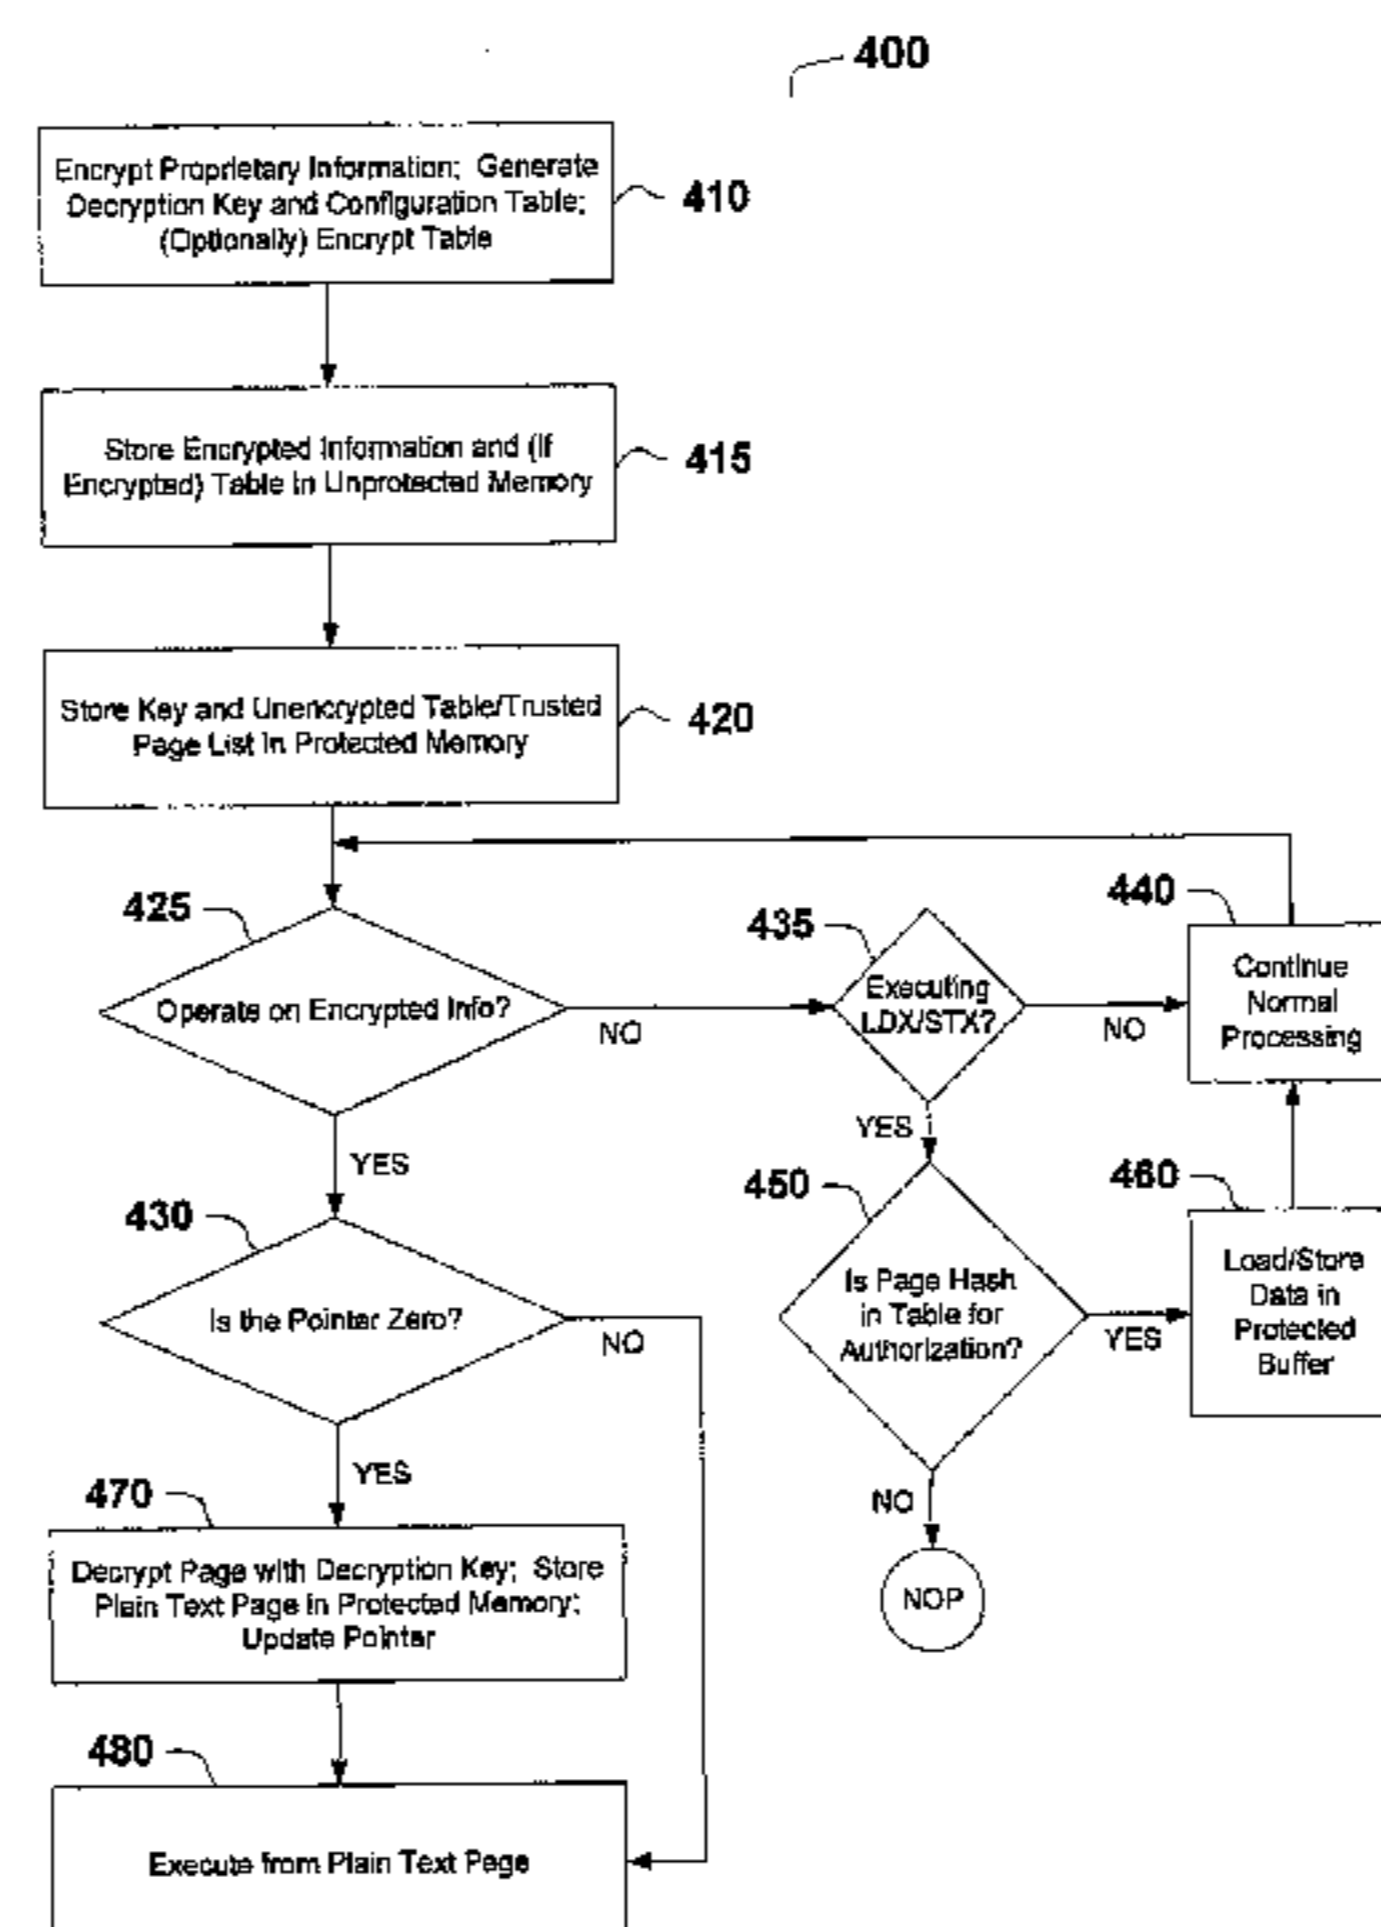 400
Encrypt Proprietary Information; Generate
Decryption Key and Configuration Table;
(Optionally) Encrypt Table
410
Store Encrypted Information and (If
Encrypted) Table in Unprotected Memory
415
Store Key and Unencrypted Table/Trusted
Page List in Protected Memory
420
425
Operate on Encrypted Info?
NO
YES
435
Executing
LDX/STX?
NO
YES
440
Continue
Normal
Processing
430
Is the Pointer Zero?
NO
YES
450
Is Page Hash
in Table for
Authorization?
YES
NO
460
Load/Store
Data in
Protected
Buffer
NOP
470
Decrypt Page with Decryption Key; Store
Plain Text Page in Protected Memory;
Update Pointer
480
Execute from Plain Text Page